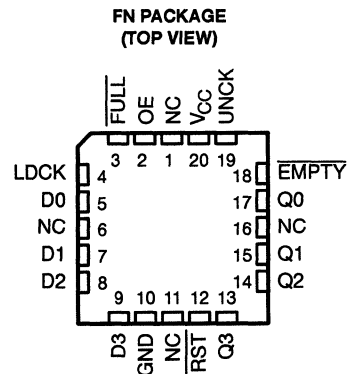 FN PACKAGE
(TOP VIEW)
FULL OE NC VCC UNCK
3 2 1 20 19
LDCK 4 18 EMPTY
D0 5 17 Q0
NC 6 16 NC
D1 7 15 Q1
D2 8 14 Q2
9 10 11 12 13
D3 GND NC RST Q3